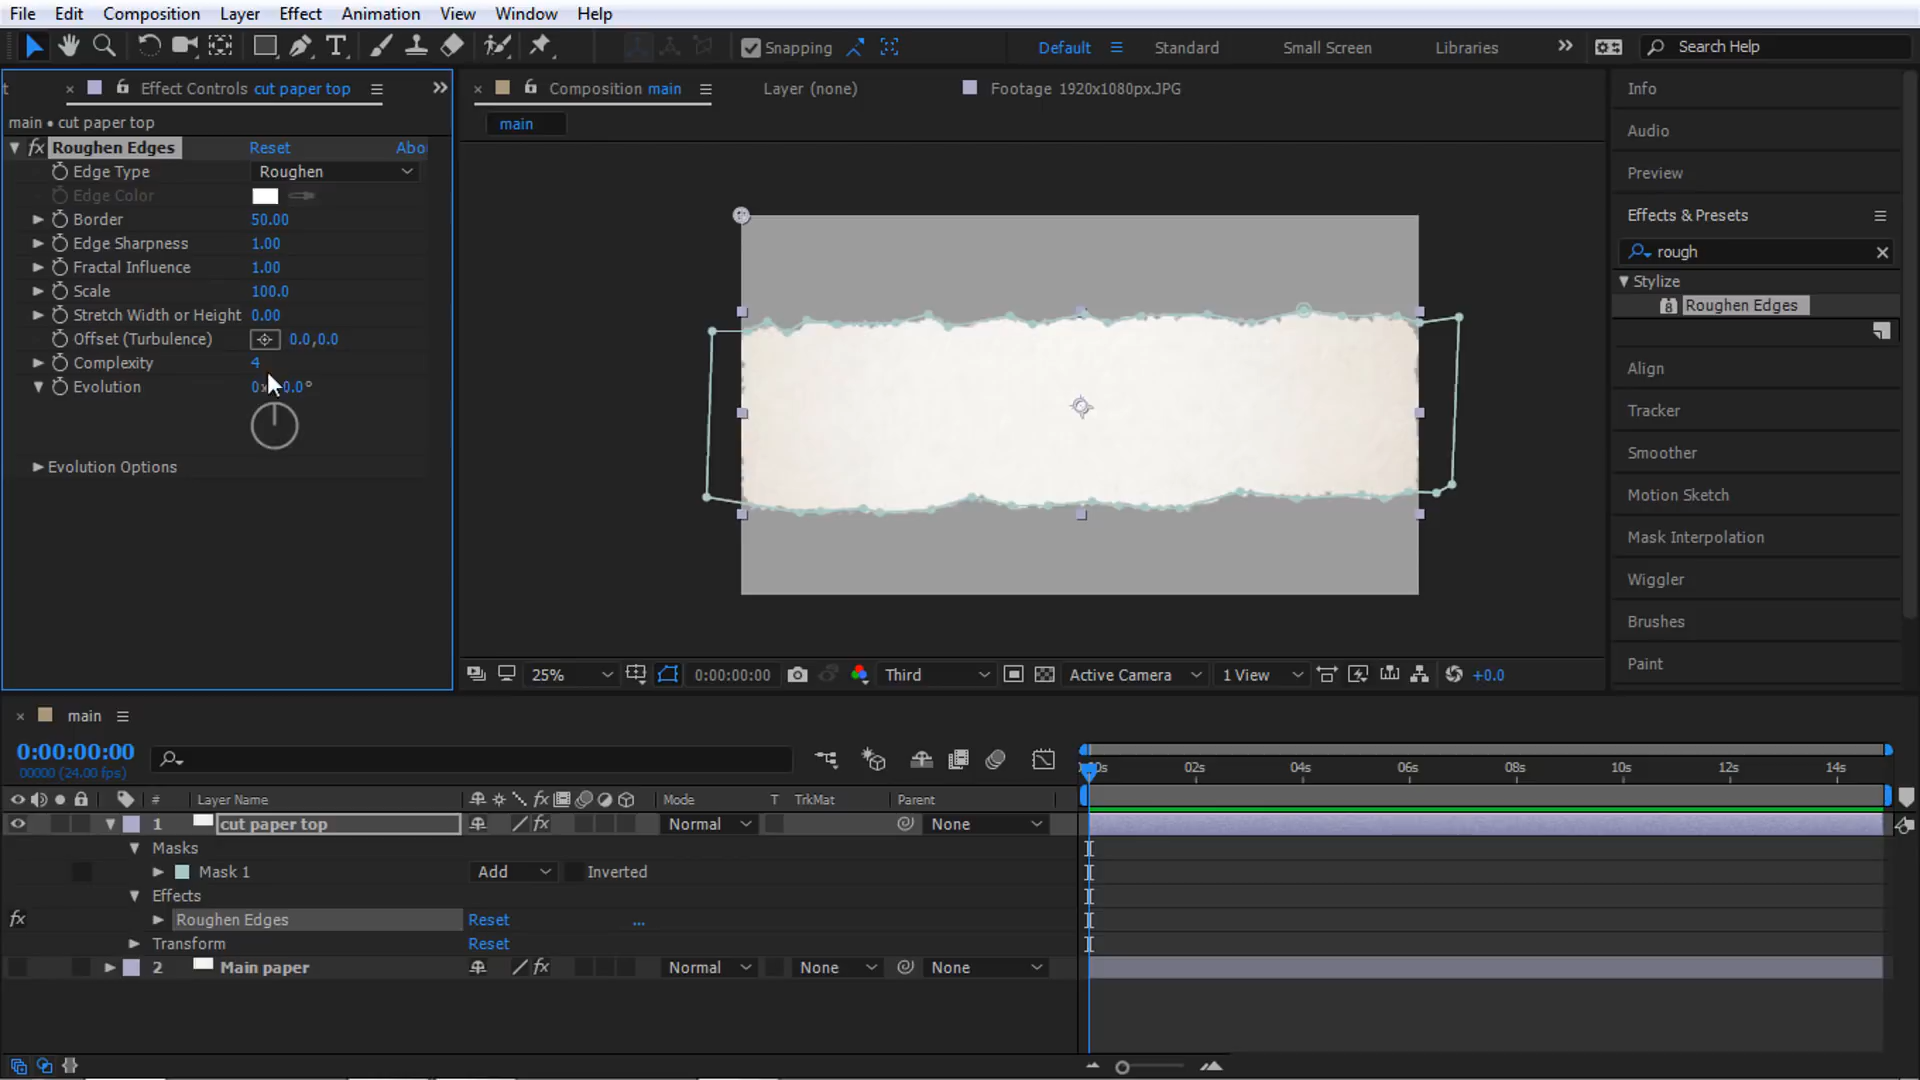 File Edit Composition Layer Effect Animation View Window Help
Snapping Default Standard Small Screen Libraries Search Help
Effect Controls cut paper top
Composition main Layer (none) Footage 1920x1080px.JPG
main • cut paper top
main
fx Roughen Edges Reset Abo
Edge Type Roughen
Edge Color
Border 50.00
Edge Sharpness 1.00
Fractal Influence 1.00
Scale 100.0
Stretch Width or Height 0.00
Offset (Turbulence) 0.0,0.0
Complexity 4
Evolution
Evolution Options
Info
Audio
Preview
Effects & Presets
rough
Stylize
Roughen Edges
Align
Tracker
Smoother
Motion Sketch
Mask Interpolation
Wiggler
Brushes
Paint
25% 0:00:00:00 Third Active Camera 1 View +0.0
main
0:00:00:00
00000 (24.00 fps)
02s 04s 06s 08s 10s 12s 14s
# Layer Name fx Mode T TrkMat Parent
1 cut paper top fx Normal None
Masks
Mask 1 Add Inverted
Effects
fx Roughen Edges Reset ...
Transform Reset
2 Main paper fx Normal None None